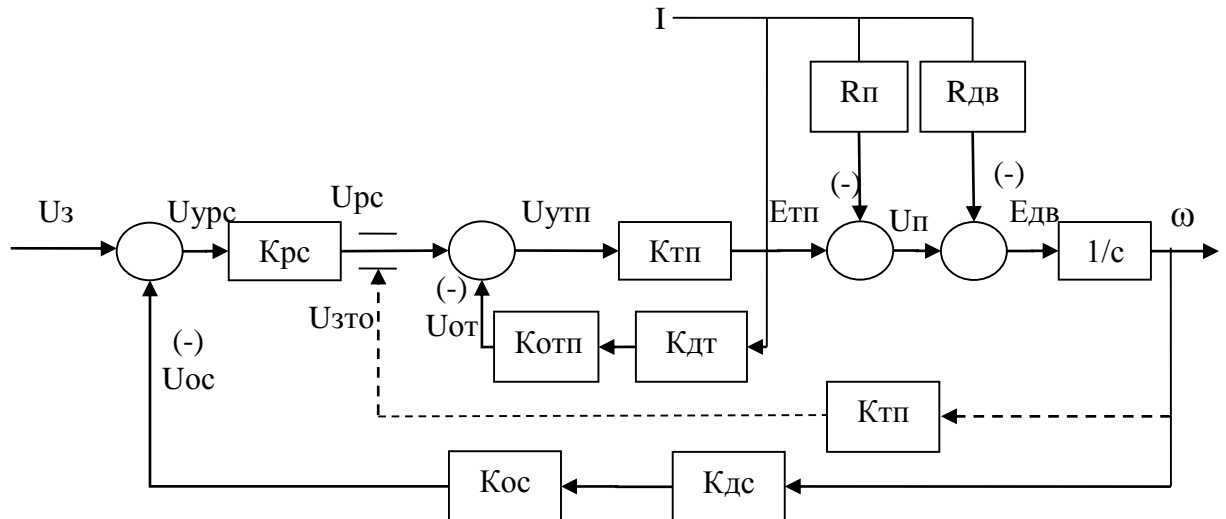 I
Rп
Rдв
(-)
(-)
Uз
Uурс
Uрс
Uутп
Eтп
Uп
Eдв
ω
Крс
Ктп
1/с
(-)
Uзто
Uот
Котп
Кдт
(-)
Uос
Ктп
Кос
Кдс